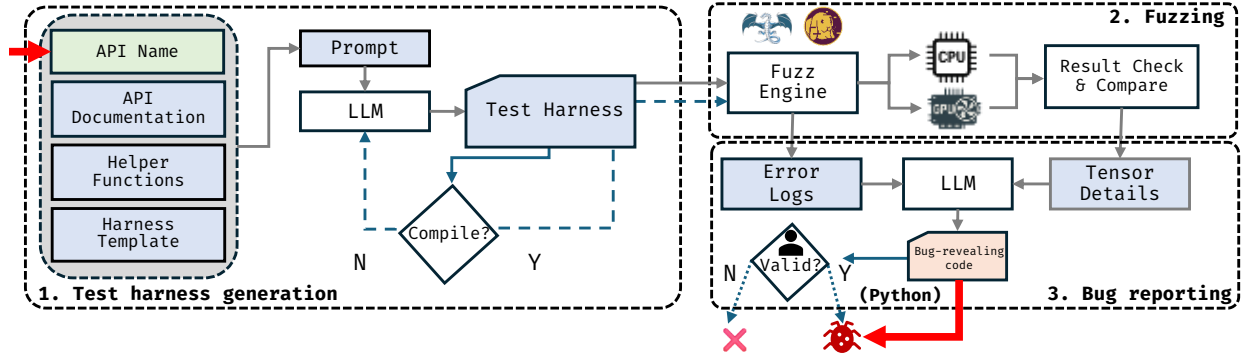 API Name
API
Documentation
Helper
Functions
Harness
Template
Prompt
LLM
Test Harness
Compile?
N
Y
1. Test harness generation
2. Fuzzing
Fuzz
Engine
CPU
GPU
Result Check
& Compare
Error
Logs
LLM
Tensor
Details
Bug-revealing
code
Valid?
N
Y
(Python)
3. Bug reporting